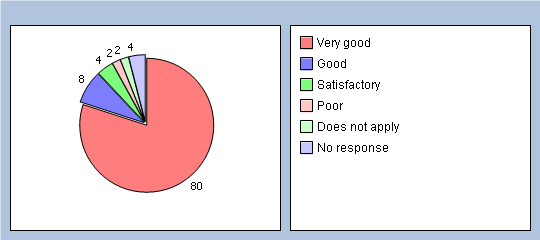 4 2 2 4
8
80
Very good
Good
Satisfactory
Poor
Does not apply
No response